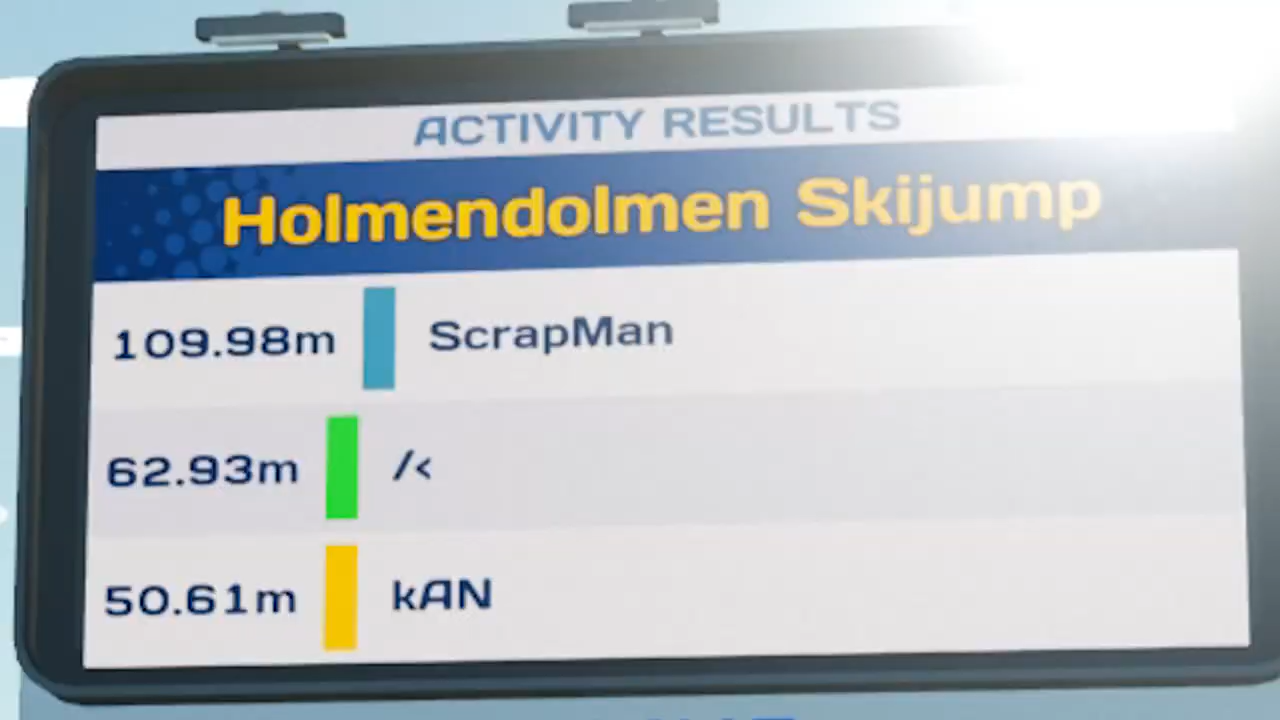 ACTIVITY RESULTS
Holmendolmen Skijump
109.98m ScrapMan
62.93m /<
50.61m kAN